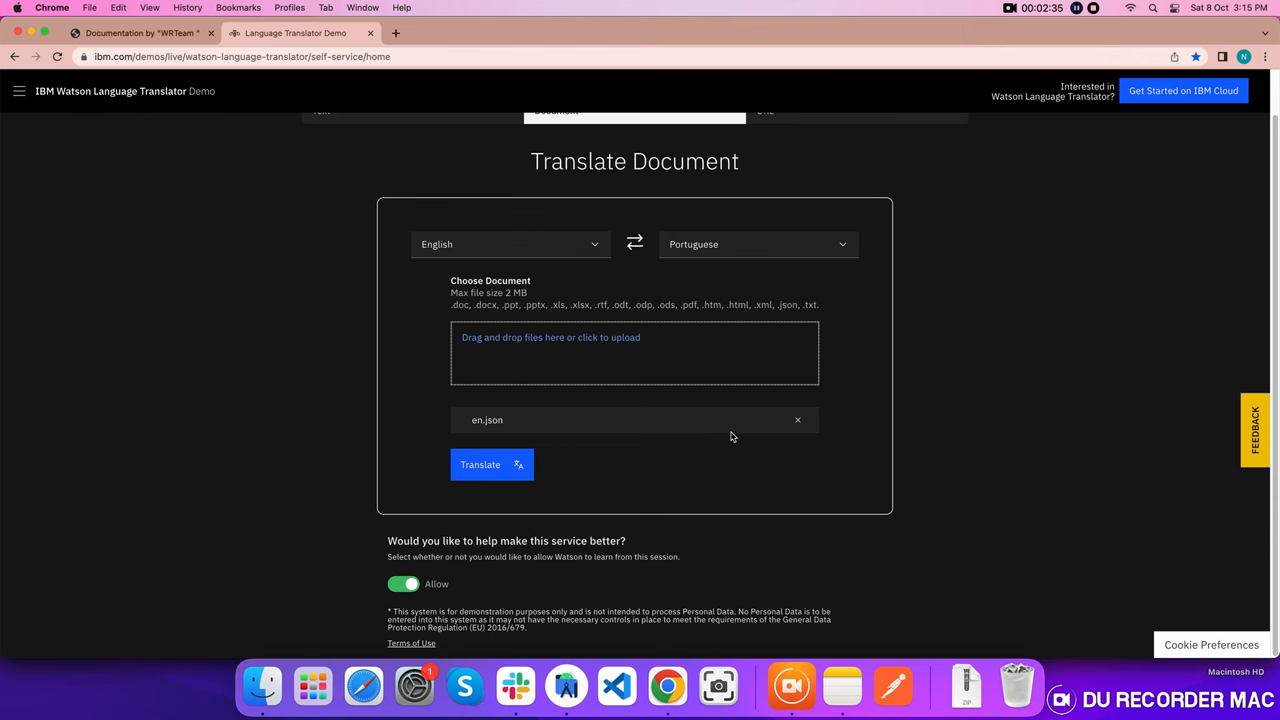 Chrome File Edit View History Bookmarks Profiles Tab Window Help 00:02:35 Sat 8 Oct 3:15 PM
Documentation by "WRTeam " Language Translator Demo
ibm.com/demos/live/watson-language-translator/self-service/home N
IBM Watson Language Translator Demo
Interested in
Watson Language Translator?
Get Started on IBM Cloud
Text Document URL
Translate Document
English Portuguese
Choose Document
Max file size 2 MB
.doc, .docx, .ppt, .pptx, .xls, .xlsx, .rtf, .odt, .odp, .ods, .pdf, .htm, .html, .xml, .json, .txt.
Drag and drop files here or click to upload
en.json
Translate
FEEDBACK
Would you like to help make this service better?
Select whether or not you would like to allow Watson to learn from this session.
Allow
* This system is for demonstration purposes only and is not intended to process Personal Data. No Personal Data is to be
entered into this system as it may not have the necessary controls in place to meet the requirements of the General Data
Protection Regulation (EU) 2016/679.
Terms of Use
Cookie Preferences
Macintosh HD
1
ZIP
DU RECORDER MAC